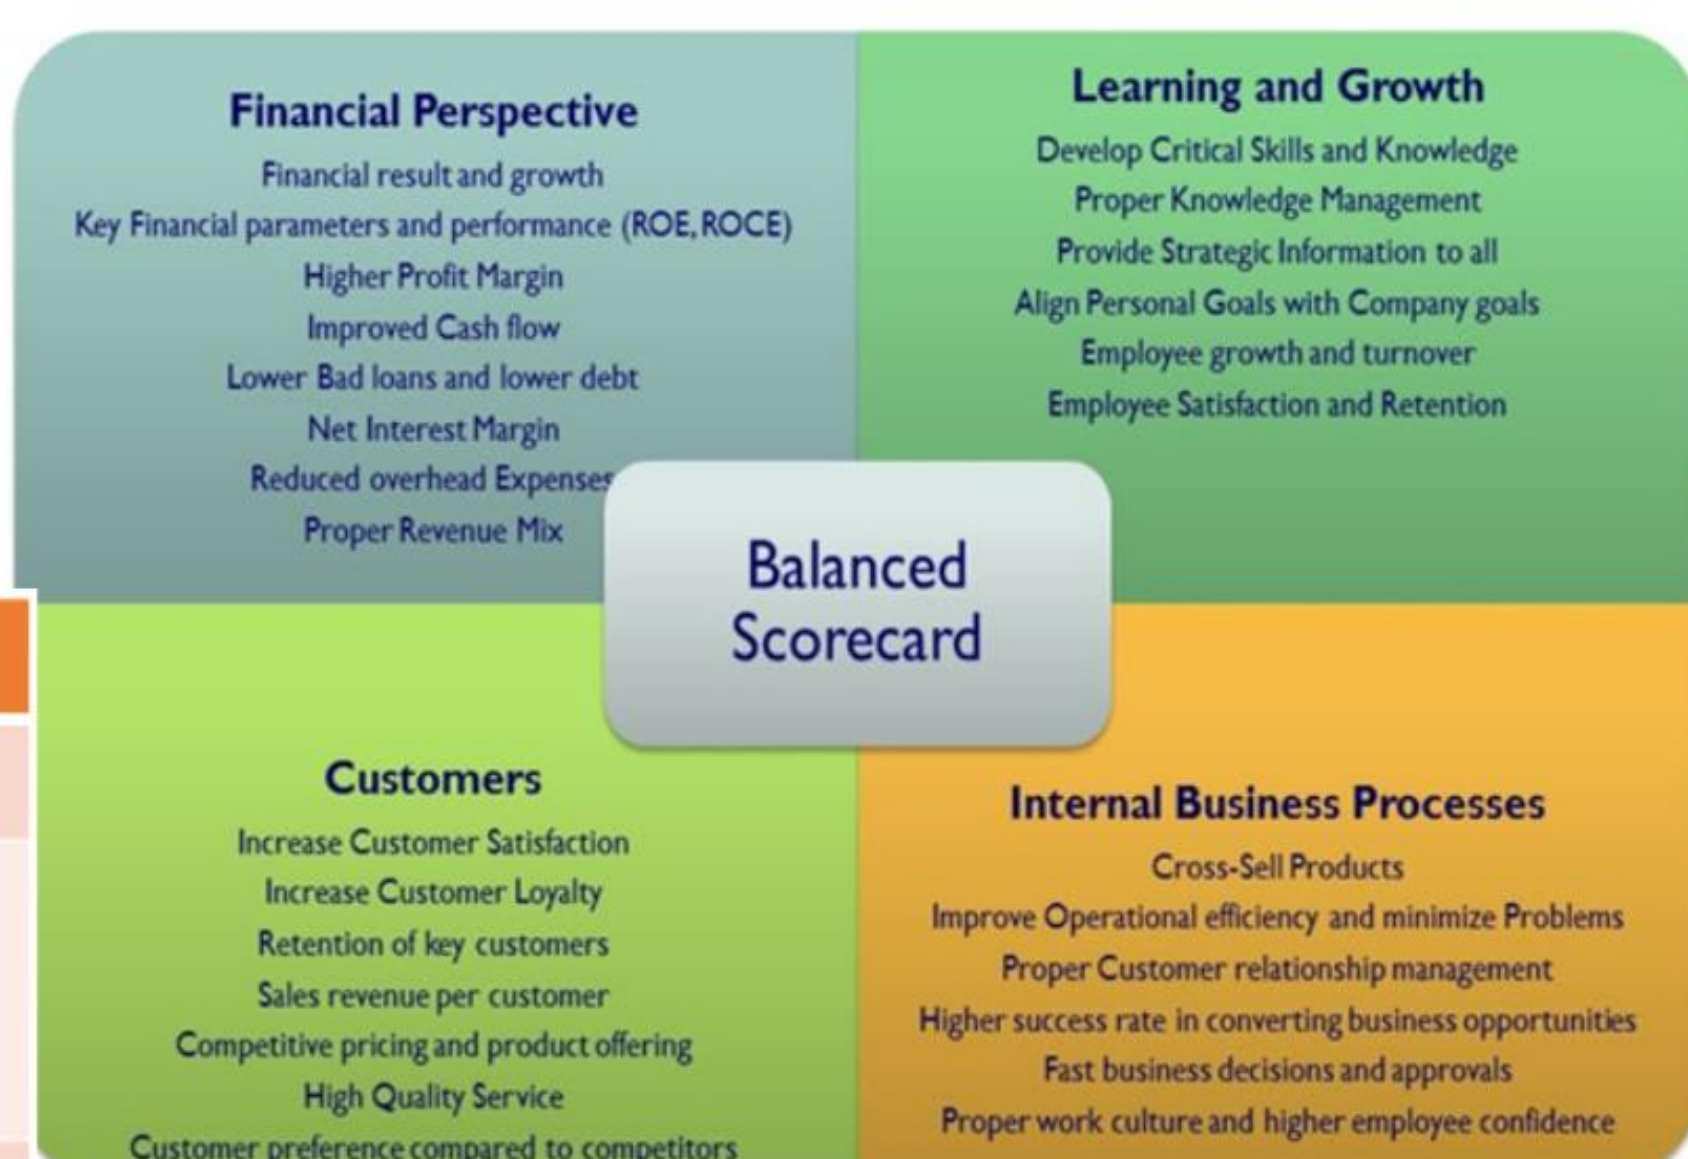 Financial Perspective
Financial result and growth
Key Financial parameters and performance (ROE, ROCE)
Higher Profit Margin
Improved Cash flow
Lower Bad loans and lower debt
Net Interest Margin
Reduced overhead Expenses
Proper Revenue Mix
Learning and Growth
Develop Critical Skills and Knowledge
Proper Knowledge Management
Provide Strategic Information to all
Align Personal Goals with Company goals
Employee growth and turnover
Employee Satisfaction and Retention
Balanced
Scorecard
Customers
Increase Customer Satisfaction
Increase Customer Loyalty
Retention of key customers
Sales revenue per customer
Competitive pricing and product offering
High Quality Service
Customer preference compared to competitors
Internal Business Processes
Cross-Sell Products
Improve Operational efficiency and minimize Problems
Proper Customer relationship management
Higher success rate in converting business opportunities
Fast business decisions and approvals
Proper work culture and higher employee confidence